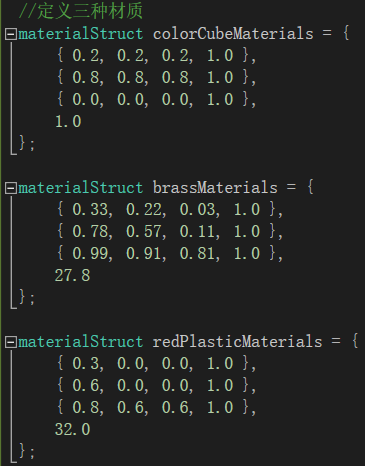 //定义三种材质
materialStruct colorCubeMaterials = {
{ 0.2, 0.2, 0.2, 1.0 },
{ 0.8, 0.8, 0.8, 1.0 },
{ 0.0, 0.0, 0.0, 1.0 },
1.0
};
materialStruct brassMaterials = {
{ 0.33, 0.22, 0.03, 1.0 },
{ 0.78, 0.57, 0.11, 1.0 },
{ 0.99, 0.91, 0.81, 1.0 },
27.8
};
materialStruct redPlasticMaterials = {
{ 0.3, 0.0, 0.0, 1.0 },
{ 0.6, 0.0, 0.0, 1.0 },
{ 0.8, 0.6, 0.6, 1.0 },
32.0
};